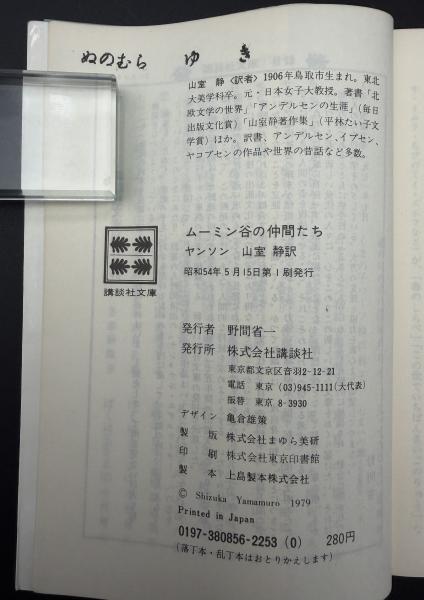 ぬのむら ゆき
山室 静〈訳者〉1906年鳥取市生まれ。東北
大美学科卒。元・日本女子大教授。著書「北
欧文学の世界」「アンデルセンの生涯」(毎日
出版文化賞)「山室静著作集」(平林たい子文
学賞)ほか。訳書、アンデルセン、イプセン、
ヤコブセンの作品や世界の昔話など多数。
ムーミン谷の仲間たち
ヤンソン 山室 静訳
昭和54年5月15日第1刷発行
講談社文庫
発行者 野間省一
発行所 株式会社講談社
東京都文京区音羽2-12-21
電話 東京 (03)945-1111(大代表)
振替 東京 8-3930
デザイン 亀倉雄策
製版 株式会社まゆら美研
印刷 株式会社東京印書館
製本 上島製本株式会社
© Shizuka Yamamuro 1979
Printed in Japan
0197-380856-2253 (0) 280円
(落丁本・乱丁本はおとりかえします)